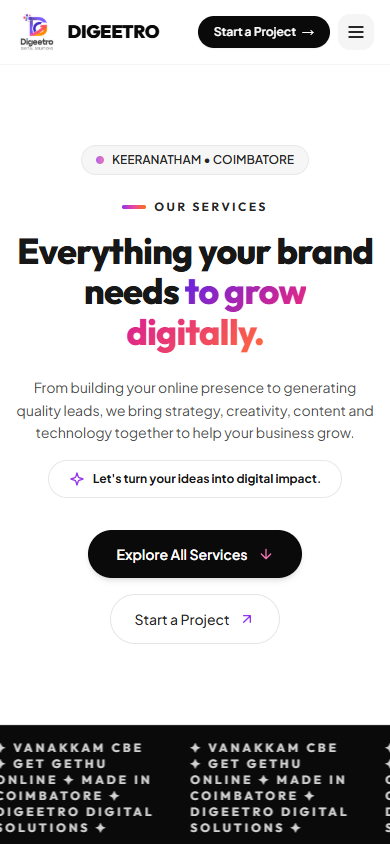 Digeetro
DIGITAL SOLUTIONS
DIGEETRO
Start a Project →
KEERANATHAM • COIMBATORE
OUR SERVICES
Everything your brand
needs to grow
digitally.
From building your online presence to generating
quality leads, we bring strategy, creativity, content and
technology together to help your business grow.
Let's turn your ideas into digital impact.
Explore All Services ↓
Start a Project ↗
✦ VANAKKAM CBE
✦ GET GETHU
ONLINE ✦ MADE IN
COIMBATORE ✦
DIGEETRO DIGITAL
SOLUTIONS ✦
✦ VANAKKAM CBE
✦ GET GETHU
ONLINE ✦ MADE IN
COIMBATORE ✦
DIGEETRO DIGITAL
SOLUTIONS ✦